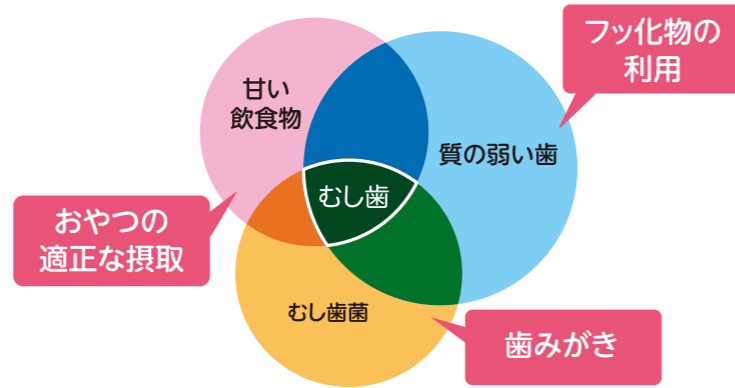 フッ化物の
利用
甘い
飲食物
質の弱い歯
むし歯
おやつの
適正な摂取
むし歯菌
歯みがき